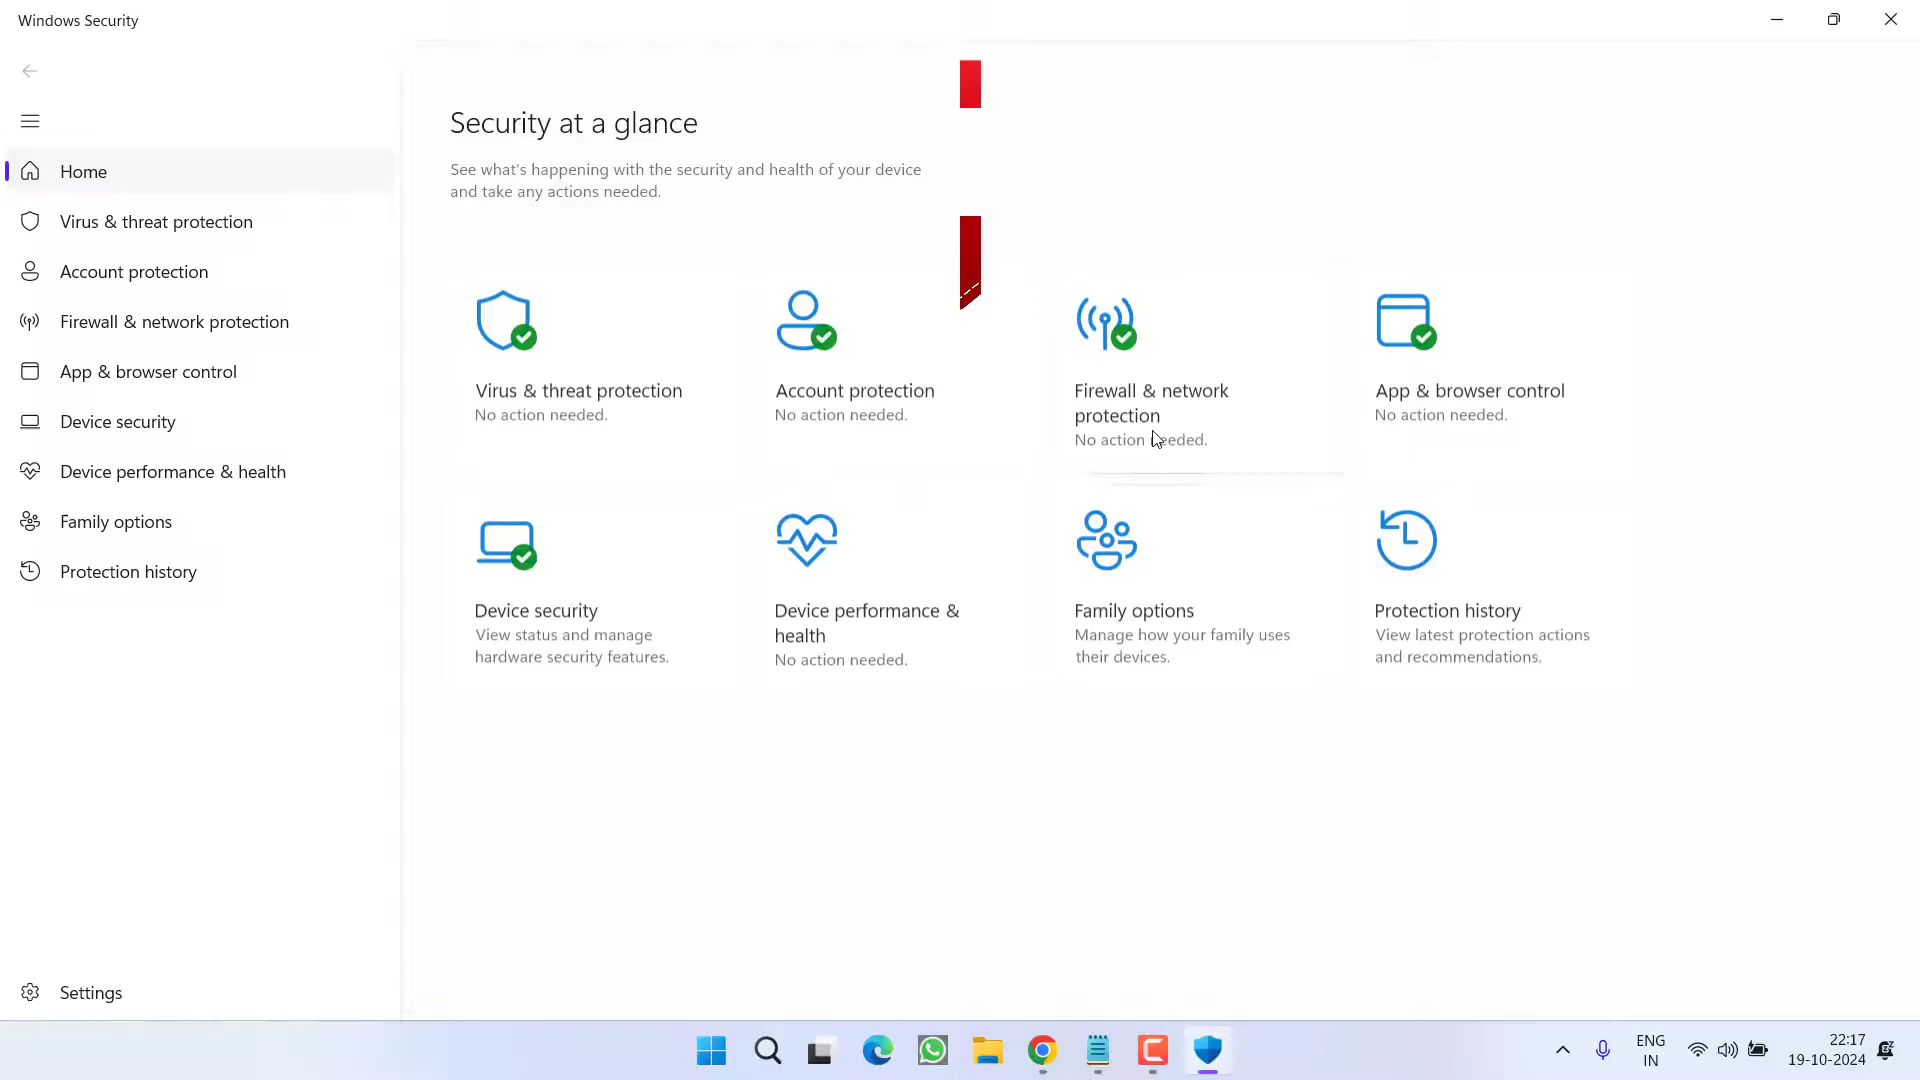 Windows Security
Home
Virus & threat protection
Account protection
Firewall & network protection
App & browser control
Device security
Device performance & health
Family options
Protection history
Settings
Security at a glance
See what's happening with the security and health of your device
and take any actions needed.
Virus & threat protection
No action needed.
Account protection
No action needed.
Firewall & network
protection
No action needed.
App & browser control
No action needed.
Device security
View status and manage
hardware security features.
Device performance &
health
No action needed.
Family options
Manage how your family uses
their devices.
Protection history
View latest protection actions
and recommendations.
ENG
IN
22:17
19-10-2024